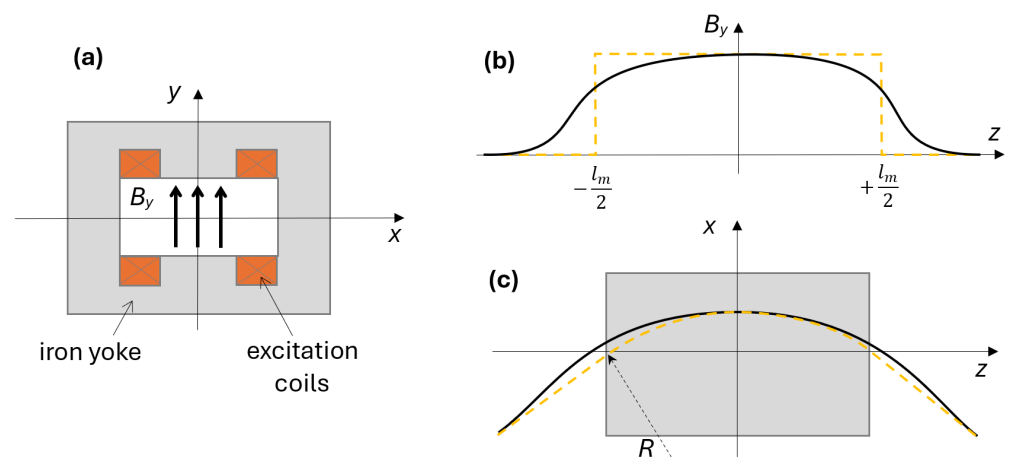 (a)
y
B_y
x
iron yoke
excitation
coils
(b)
B_y
z
−l_m/2
+l_m/2
(c)
x
z
R